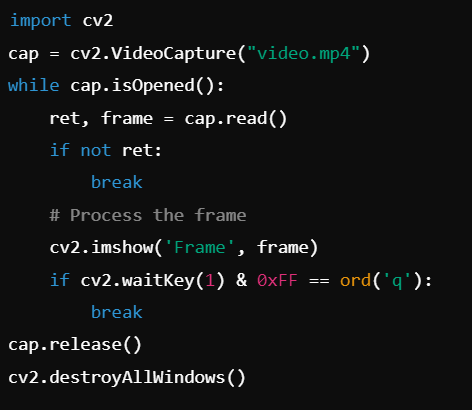 import cv2
cap = cv2.VideoCapture("video.mp4")
while cap.isOpened():
    ret, frame = cap.read()
    if not ret:
        break
    # Process the frame
    cv2.imshow('Frame', frame)
    if cv2.waitKey(1) & 0xFF == ord('q'):
        break
cap.release()
cv2.destroyAllWindows()